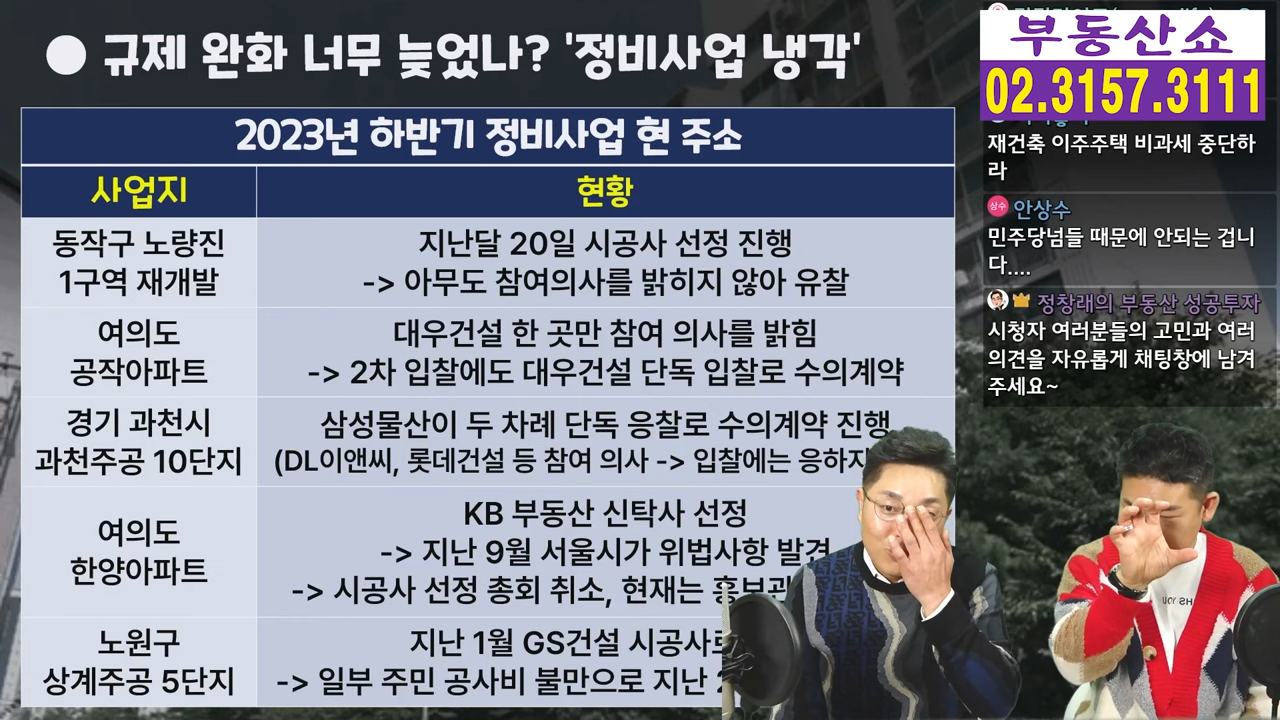 ● 규제 완화 너무 늦었나? '정비사업 냉각'
2023년 하반기 정비사업 현 주소
사업지
현황
동작구 노량진
1구역 재개발
지난달 20일 시공사 선정 진행
-> 아무도 참여의사를 밝히지 않아 유찰
여의도
공작아파트
대우건설 한 곳만 참여 의사를 밝힘
-> 2차 입찰에도 대우건설 단독 입찰로 수의계약
경기 과천시
과천주공 10단지
삼성물산이 두 차례 단독 응찰로 수의계약 진행
(DL이앤씨, 롯데건설 등 참여 의사 -> 입찰에는 응하지
여의도
한양아파트
KB 부동산 신탁사 선정
-> 지난 9월 서울시가 위법사항 발견
-> 시공사 선정 총회 취소, 현재는
노원구
상계주공 5단지
지난 1월 GS건설 시공사로
-> 일부 주민 공사비 불만으로 지난
부동산쇼
02.3157.3111
재건축 이주주택 비과세 중단하
라
상수 안상수
민주당넘들 때문에 안되는 겁니
다....
정창래의 부동산 성공투자
시청자 여러분들의 고민과 여러
의견을 자유롭게 채팅창에 남겨
주세요~